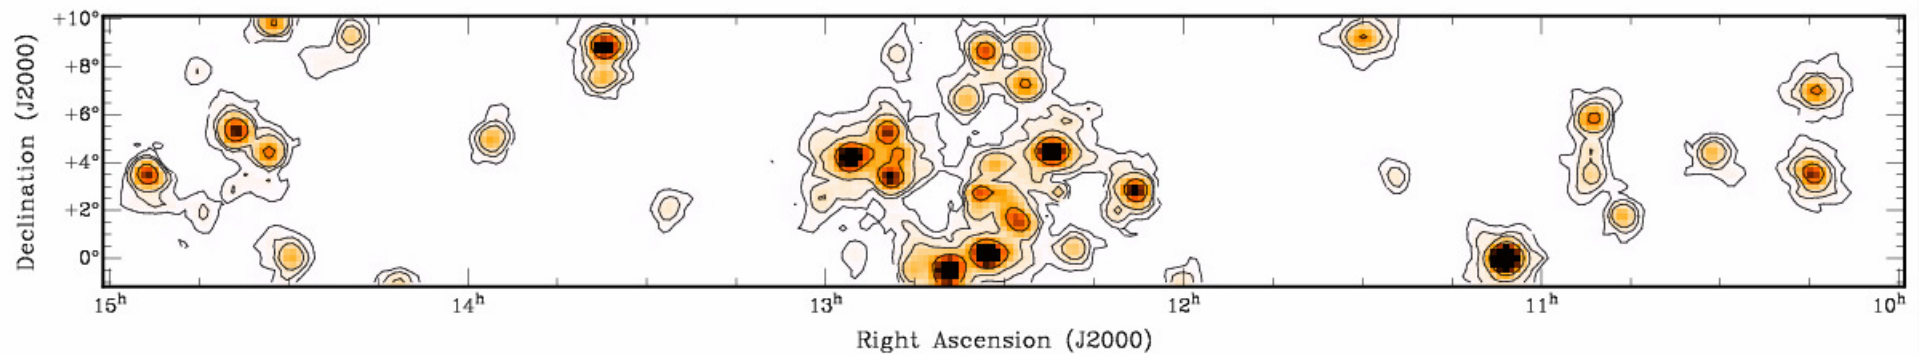 Declination (J2000)
+10°
+8°
+6°
+4°
+2°
0°
15ʰ 14ʰ 13ʰ 12ʰ 11ʰ 10ʰ
Right Ascension (J2000)